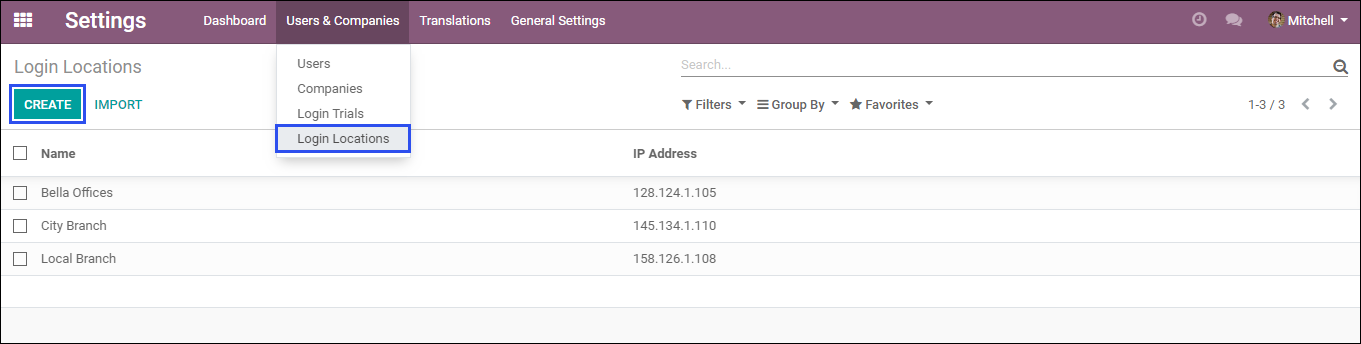 Settings Dashboard Users & Companies Translations General Settings Mitchell
Login Locations Search...
CREATE IMPORT Filters Group By Favorites 1-3 / 3
Users
Companies
Login Trials
Login Locations
Name IP Address
Bella Offices 128.124.1.105
City Branch 145.134.1.110
Local Branch 158.126.1.108